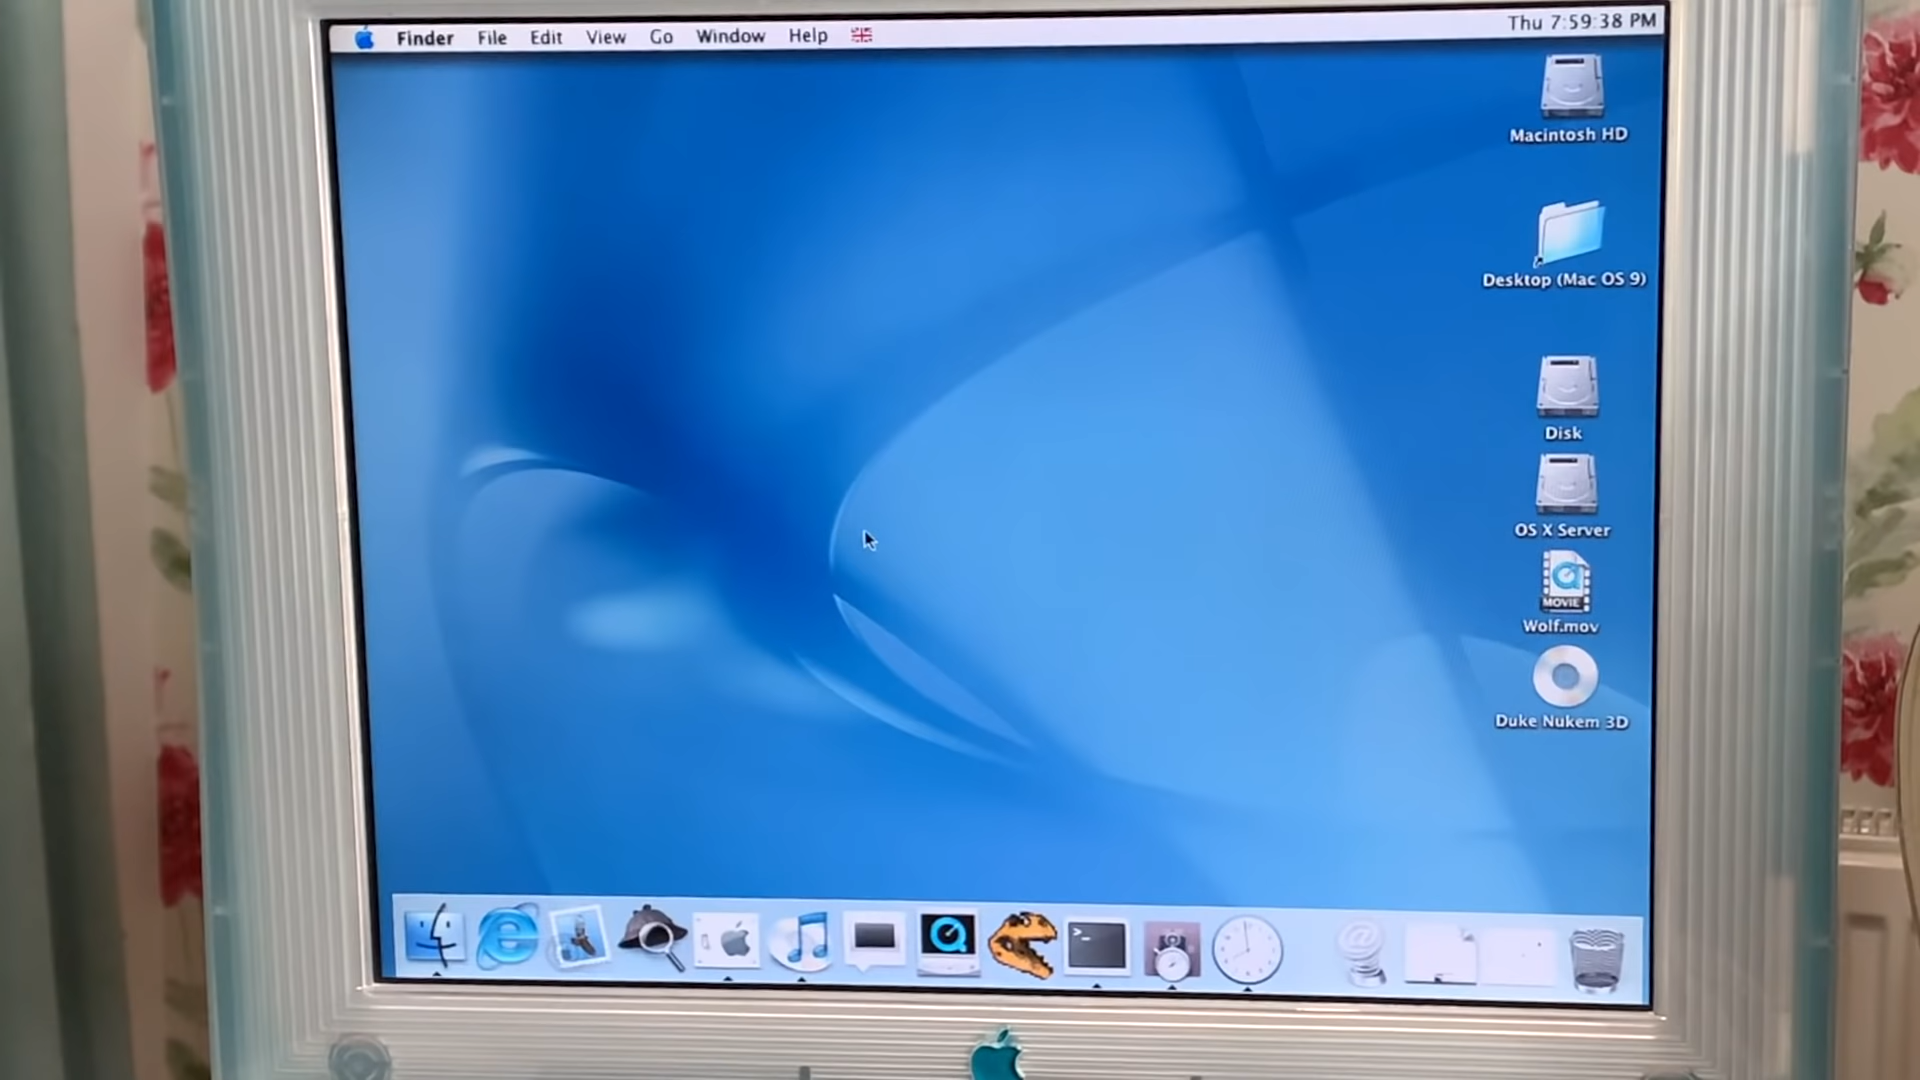 Finder File Edit View Go Window Help
Thu 7:59:38 PM
Macintosh HD
Desktop (Mac OS 9)
Disk
OS X Server
MOVIE
Wolf.mov
Duke Nukem 3D
>_
@